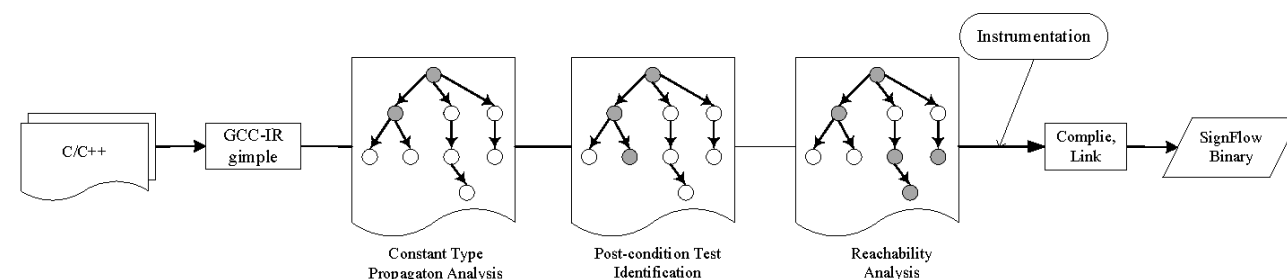 Instrumentation
C/C++
GCC-IR
gimple
Complie,
Link
SignFlow
Binary
Constant Type
Propagaton Analysis
Post-condition Test
Identification
Reachability
Analysis